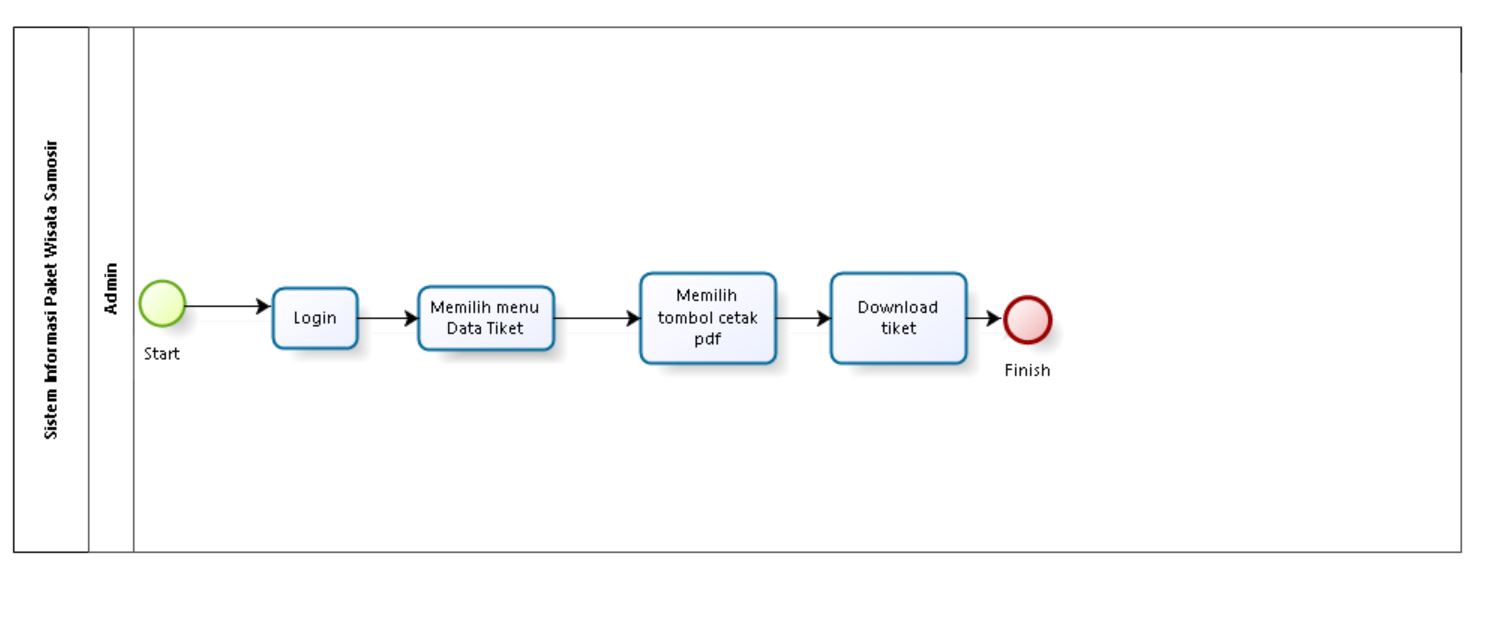 Sistem Informasi Paket Wisata Samosir
Admin
Start
Login
Memilih menu
Data Tiket
Memilih
tombol cetak
pdf
Download
tiket
Finish